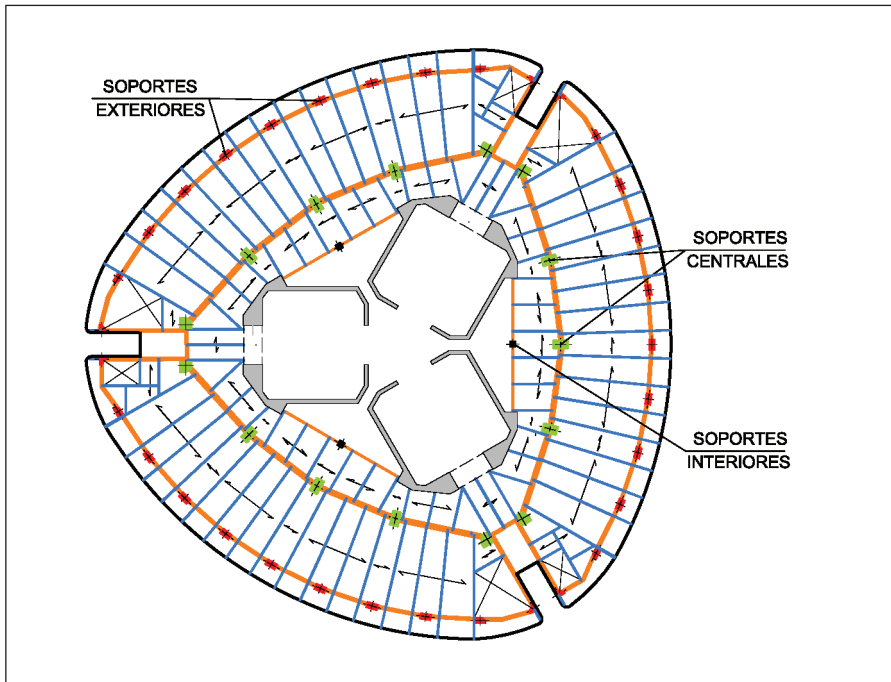 SOPORTES
EXTERIORES
SOPORTES
CENTRALES
SOPORTES
INTERIORES